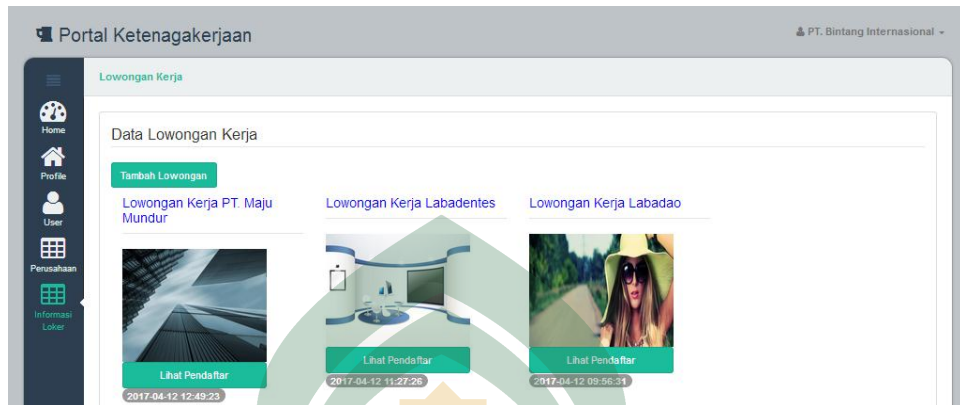 Portal Ketenagakerjaan
PT. Bintang Internasional
Lowongan Kerja
Home
Profile
User
Perusahaan
Informasi
Loker
Data Lowongan Kerja
Tambah Lowongan
Lowongan Kerja PT. Maju
Mundur
Lihat Pendaftar
2017-04-12 12:49:23
Lowongan Kerja Labadentes
Lihat Pendaftar
2017-04-12 11:27:26
Lowongan Kerja Labadao
Lihat Pendaftar
2017-04-12 09:56:31